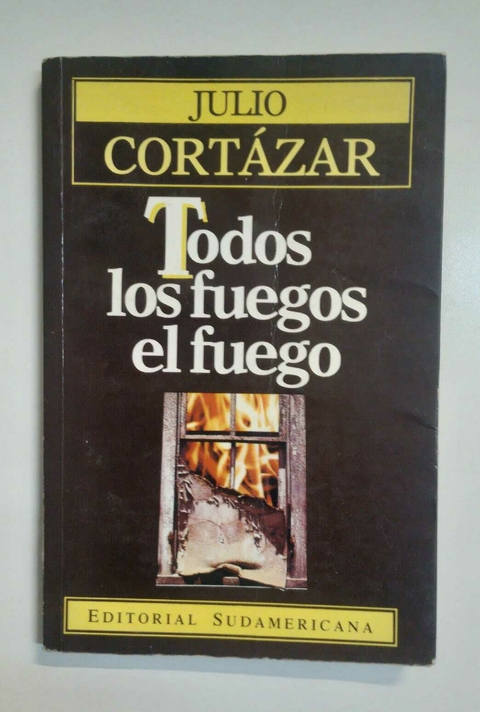 JULIO
CORTÁZAR
Todos
los fuegos
el fuego
EDITORIAL SUDAMERICANA